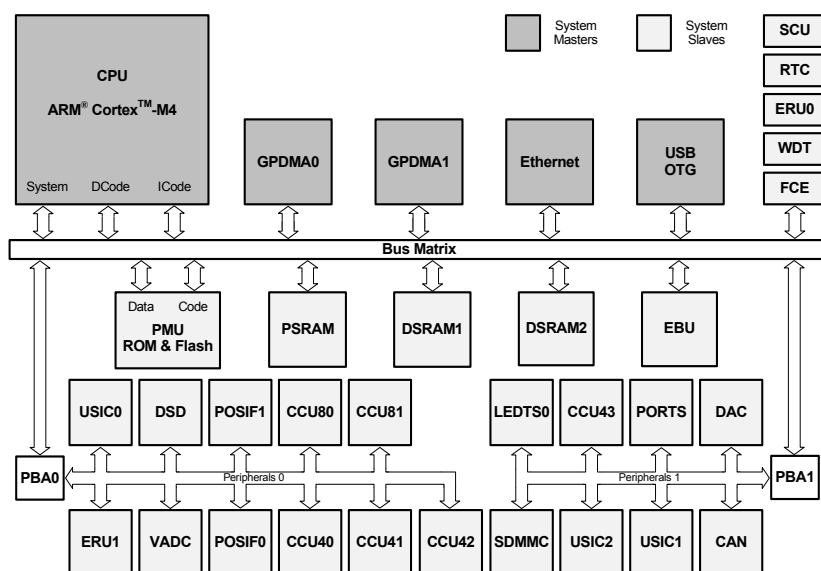 System Masters
System Slaves
SCU
RTC
ERU0
WDT
FCE
CPU
ARM® Cortex™-M4
System DCode ICode
GPDMA0
GPDMA1
Ethernet
USB
OTG
Bus Matrix
Data Code
PMU
ROM & Flash
PSRAM
DSRAM1
DSRAM2
EBU
USIC0
DSD
POSIF1
CCU80
CCU81
LEDTS0
CCU43
PORTS
DAC
PBA0
Peripherals 0
Peripherals 1
PBA1
ERU1
VADC
POSIF0
CCU40
CCU41
CCU42
SDMMC
USIC2
USIC1
CAN